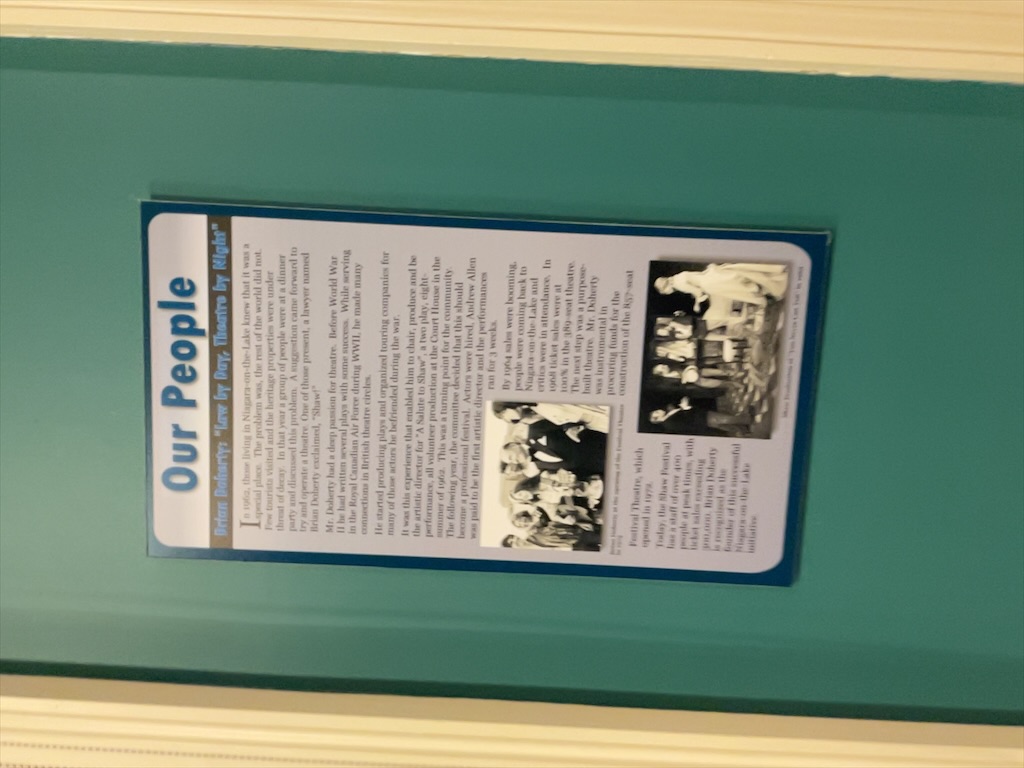 Our People
Brian Doherty: "Law by Day, Theatre by Night"
In 1962, those living in Niagara-on-the-Lake knew that it was a
special place. The problem was, the rest of the world did not.
Few tourists visited and the heritage properties were under
threat of decay. In that year a group of people were at a dinner
party and discussed this problem. A suggestion came forward to
try and operate a theatre. One of those present, a lawyer named
Brian Doherty exclaimed, "Shaw!"
Mr. Doherty had a deep passion for theatre. Before World War
II he had written several plays with some success. While serving
in the Royal Canadian Air Force during WWII, he made many
connections in British theatre circles.
He started producing plays and organized touring companies for
many of those actors he befriended during the war.
It was this experience that enabled him to chair, produce and be
the artistic director for "A Salute to Shaw", a two play, eight-
performance, all volunteer production at the Court House in the
summer of 1962. This was a turning point for the community.
The following year, the committee decided that this should
become a professional festival. Actors were hired, Andrew Allen
was paid to be the first artistic director and the performances
ran for 3 weeks.
By 1964 sales were booming,
people were coming back to
Niagara-on-the-Lake and
critics were in attendance. In
1968 ticket sales were at
100% in the 389-seat theatre.
The next step was a purpose-
built theatre. Mr. Doherty
was instrumental in
procuring funds for the
construction of the 857-seat
Brian Doherty at the opening of the Festival Theatre
in 1973
Festival Theatre, which
opened in 1973.
Today, the Shaw Festival
has a staff of over 400
people at peak times, with
ticket sales exceeding
300,000. Brian Doherty
is recognized as the
founder of this successful
Niagara-on-the-Lake
initiative.